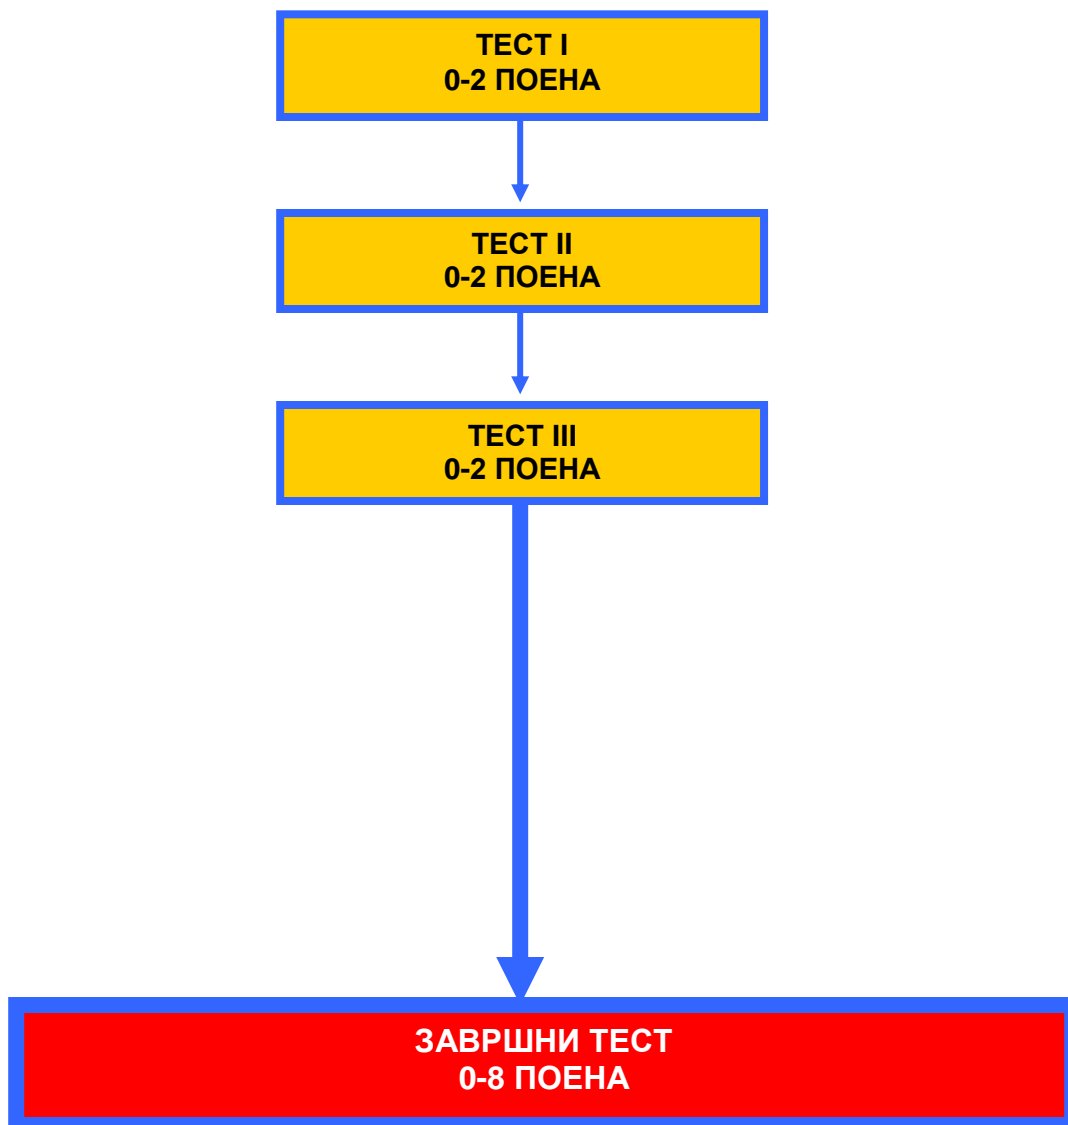 ТЕСТ I
0-2 ПОЕНА
ТЕСТ II
0-2 ПОЕНА
ТЕСТ III
0-2 ПОЕНА
ЗАВРШНИ ТЕСТ
0-8 ПОЕНА